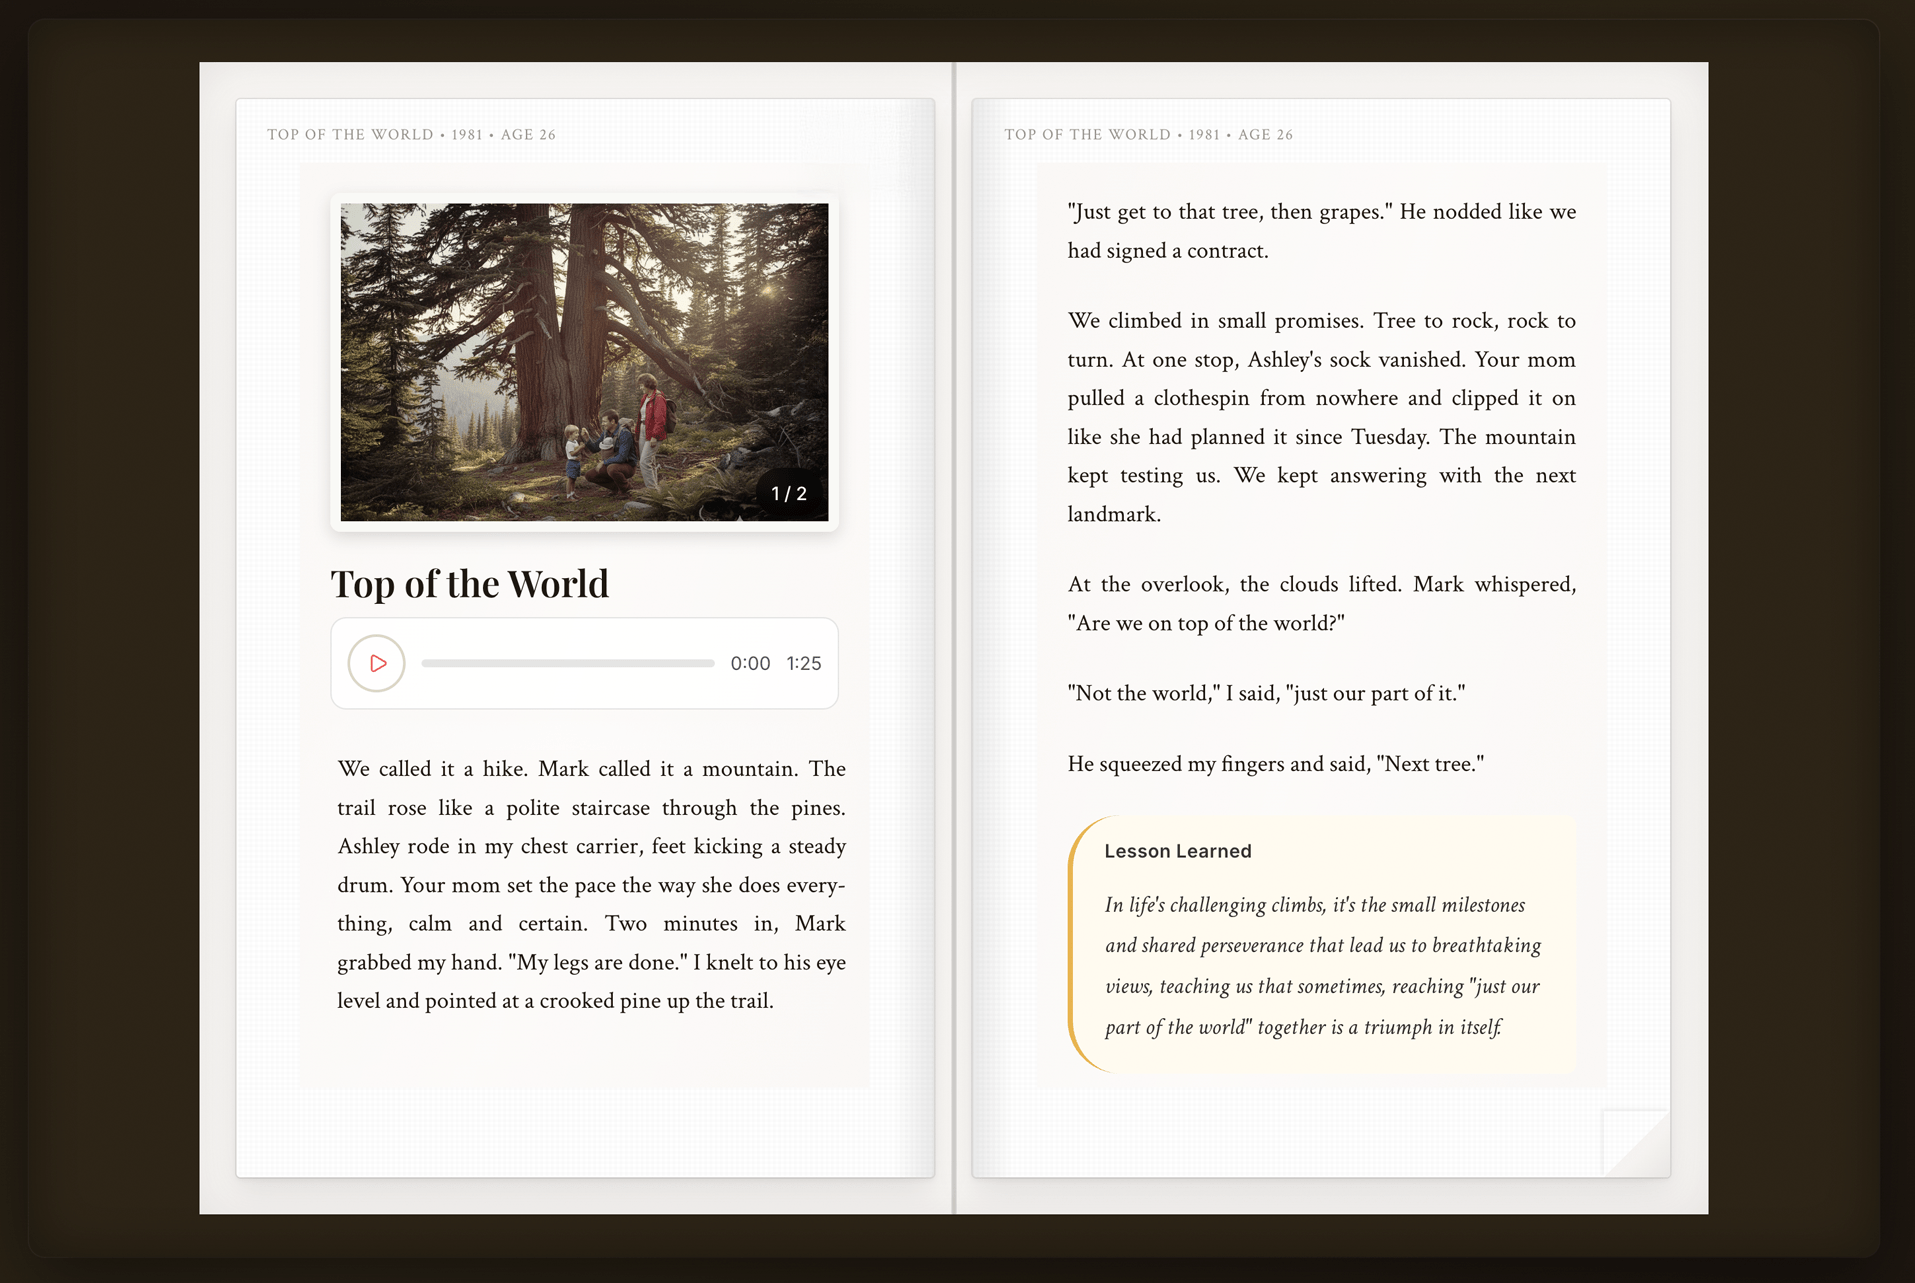 TOP OF THE WORLD • 1981 • AGE 26
1 / 2
Top of the World
0:00 1:25
We called it a hike. Mark called it a mountain. The
trail rose like a polite staircase through the pines.
Ashley rode in my chest carrier, feet kicking a steady
drum. Your mom set the pace the way she does every-
thing, calm and certain. Two minutes in, Mark
grabbed my hand. "My legs are done." I knelt to his eye
level and pointed at a crooked pine up the trail.
TOP OF THE WORLD • 1981 • AGE 26
"Just get to that tree, then grapes." He nodded like we
had signed a contract.
We climbed in small promises. Tree to rock, rock to
turn. At one stop, Ashley's sock vanished. Your mom
pulled a clothespin from nowhere and clipped it on
like she had planned it since Tuesday. The mountain
kept testing us. We kept answering with the next
landmark.
At the overlook, the clouds lifted. Mark whispered,
"Are we on top of the world?"
"Not the world," I said, "just our part of it."
He squeezed my fingers and said, "Next tree."
Lesson Learned
In life's challenging climbs, it's the small milestones
and shared perseverance that lead us to breathtaking
views, teaching us that sometimes, reaching "just our
part of the world" together is a triumph in itself.